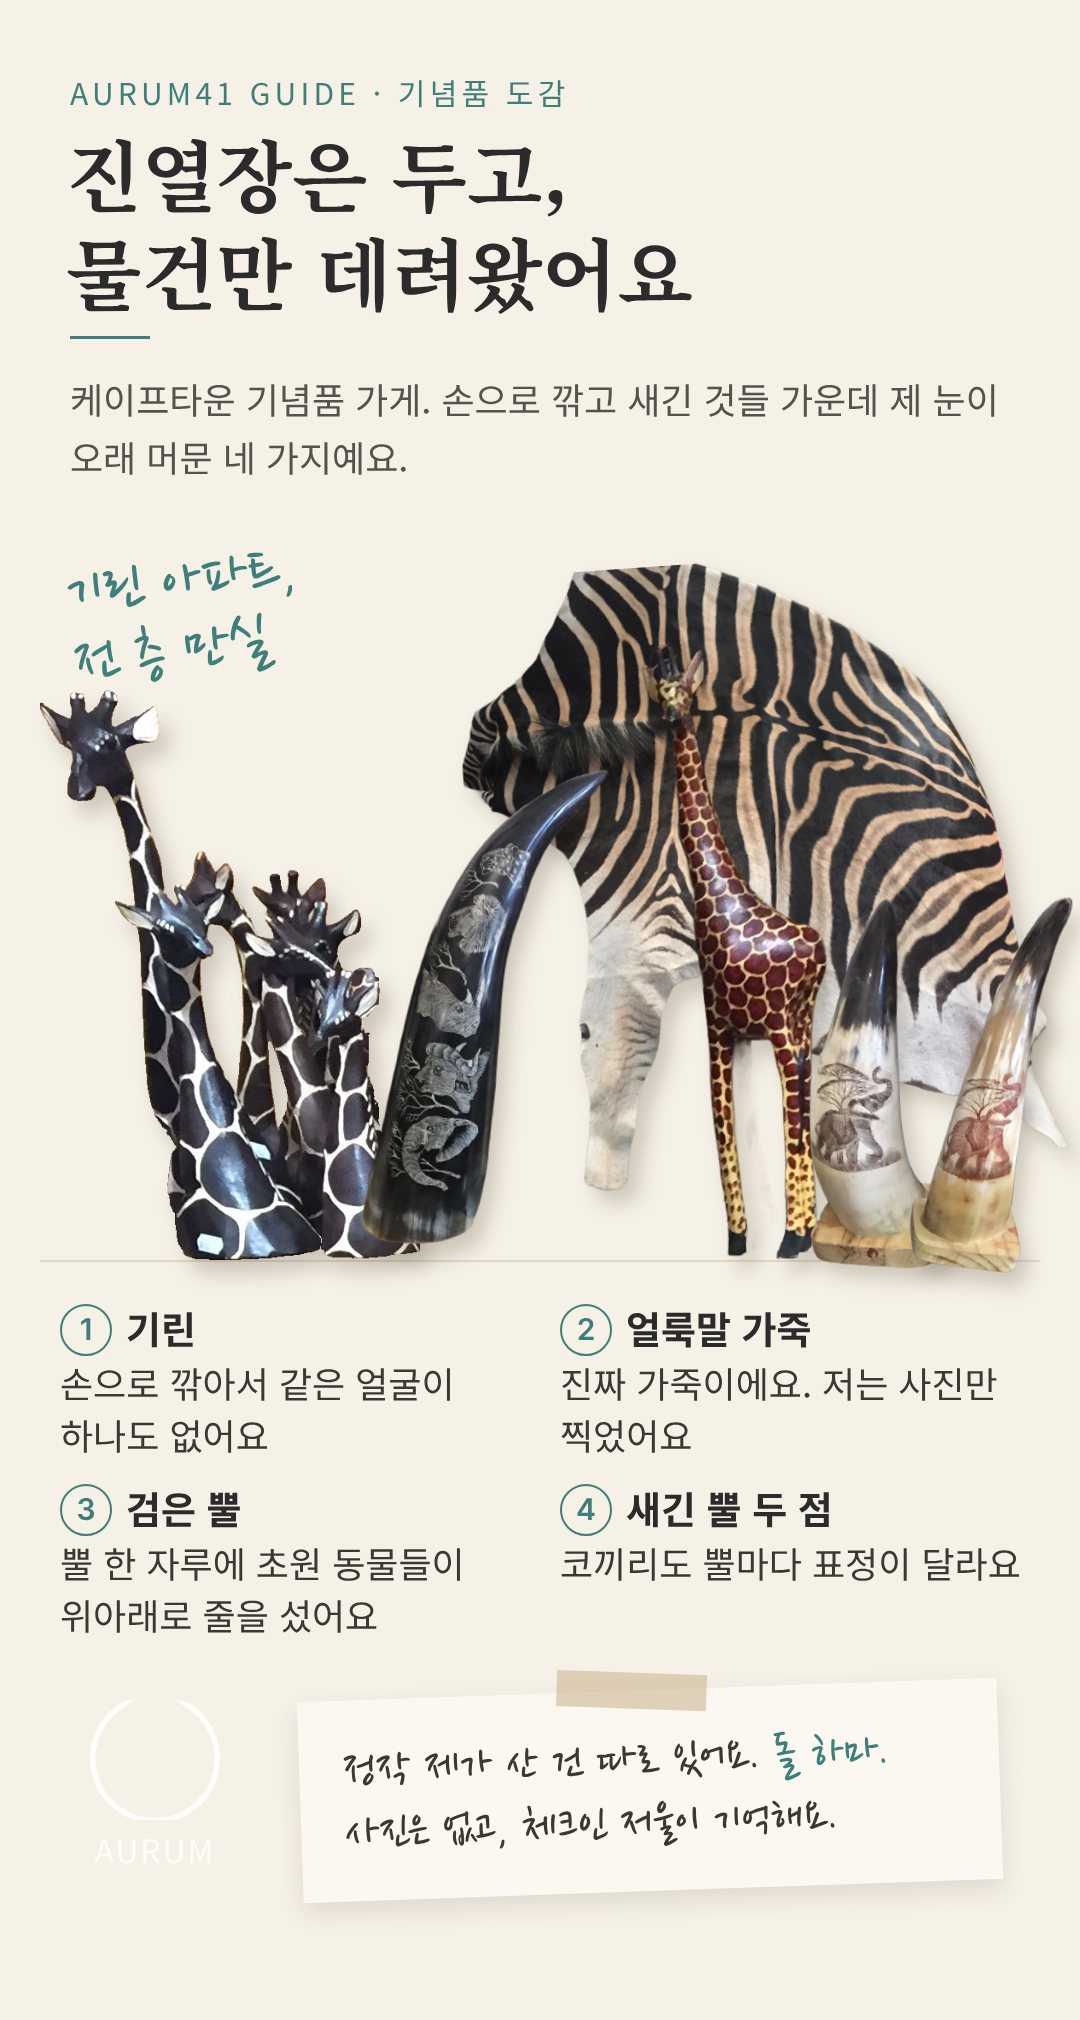 AURUM41 GUIDE · 기념품 도감
진열장은 두고,
물건만 데려왔어요
케이프타운 기념품 가게. 손으로 깎고 새긴 것들 가운데 제 눈이
오래 머문 네 가지예요.
기린 아파트,
전 층 만실
1 기린
손으로 깎아서 같은 얼굴이
하나도 없어요
2 얼룩말 가죽
진짜 가죽이에요. 저는 사진만
찍었어요
3 검은 뿔
뿔 한 자루에 초원 동물들이
위아래로 줄을 섰어요
4 새긴 뿔 두 점
코끼리도 뿔마다 표정이 달라요
정작 제가 산 건 따로 있어요. 돌 하마.
사진은 없고, 체크인 저울이 기억해요.
AURUM